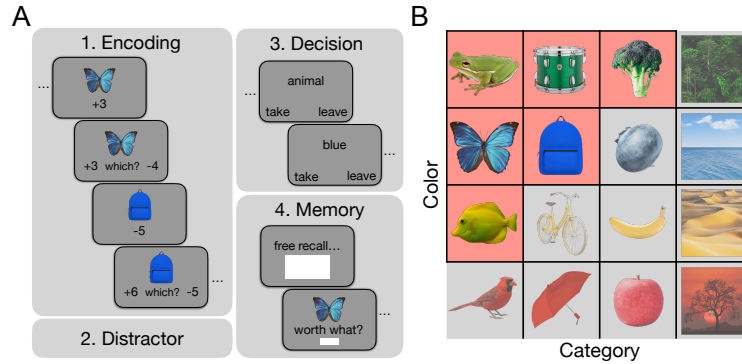 A
1. Encoding
...
+3
+3 which? -4
-5
+6 which? -5
...
2. Distractor
3. Decision
...
animal
take leave
blue
take leave
...
4. Memory
free recall...
worth what?
...
B
Color
Category